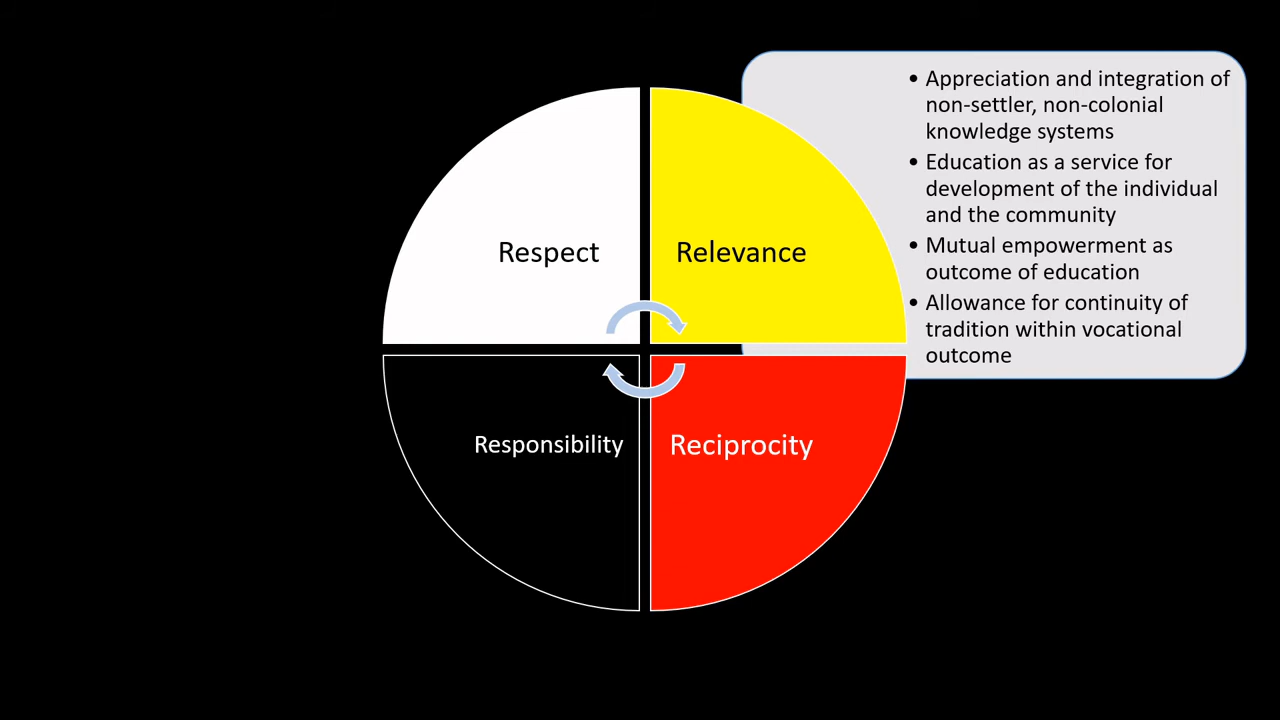 Respect
Relevance
• Appreciation and integration of
non-settler, non-colonial
knowledge systems
• Education as a service for
development of the individual
and the community
• Mutual empowerment as
outcome of education
• Allowance for continuity of
tradition within vocational
outcome
Responsibility
Reciprocity